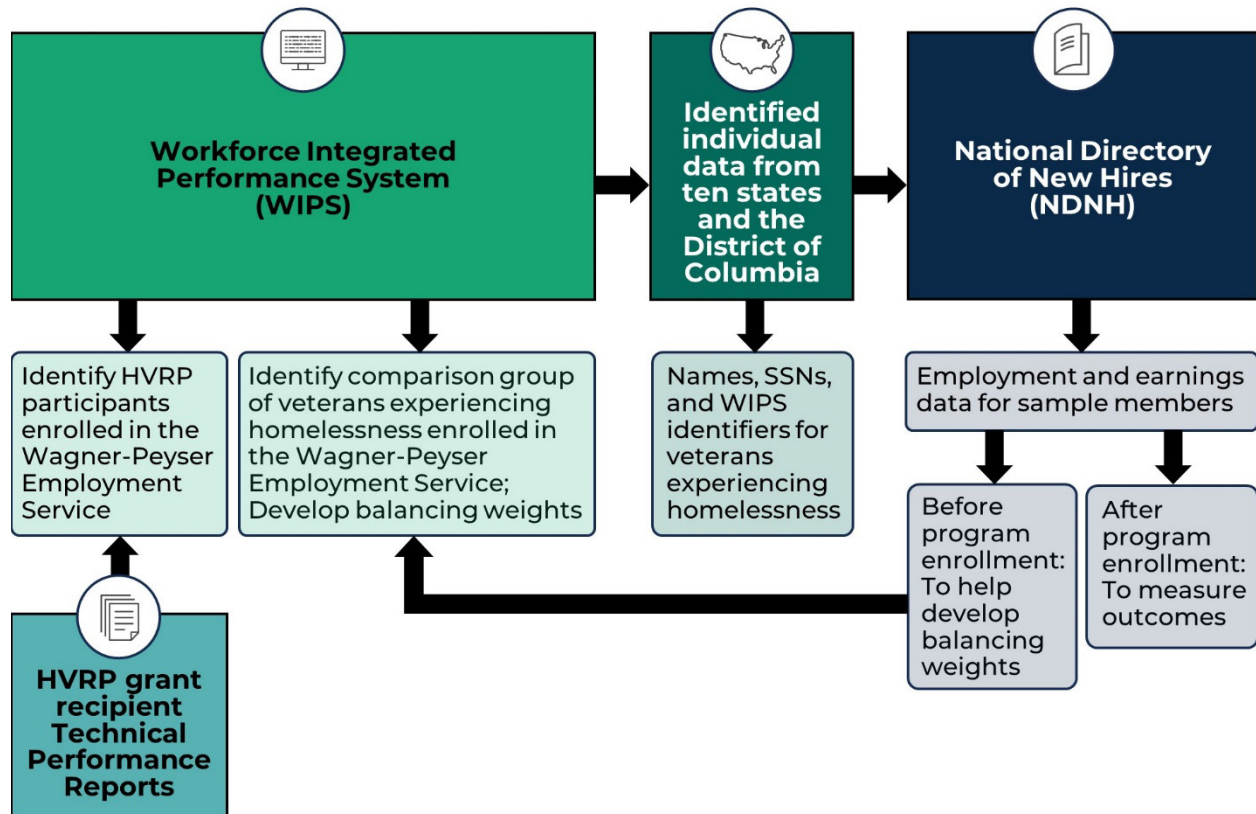 Workforce Integrated
Performance System
(WIPS)
Identified
individual
data from
ten states
and the
District of
Columbia
National Directory
of New Hires
(NDNH)
Identify HVRP
participants
enrolled in the
Wagner-Peyser
Employment
Service
Identify comparison group
of veterans experiencing
homelessness enrolled in
the Wagner-Peyser
Employment Service;
Develop balancing weights
Names, SSNs,
and WIPS
identifiers for
veterans
experiencing
homelessness
Employment and earnings
data for sample members
Before
program
enrollment:
To help
develop
balancing
weights
After
program
enrollment:
To measure
outcomes
HVRP grant
recipient
Technical
Performance
Reports